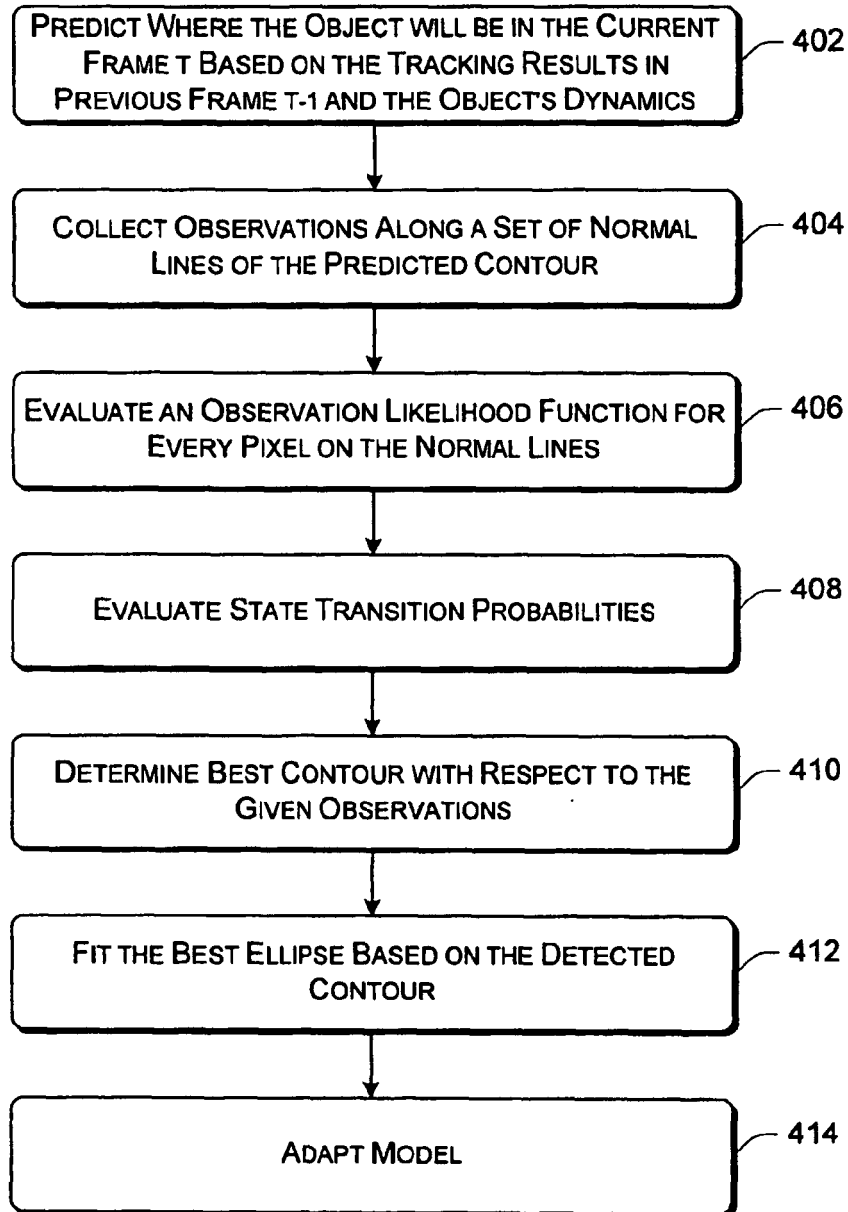 PREDICT WHERE THE OBJECT WILL BE IN THE CURRENT
FRAME T BASED ON THE TRACKING RESULTS IN
PREVIOUS FRAME T-1 AND THE OBJECT'S DYNAMICS
402
COLLECT OBSERVATIONS ALONG A SET OF NORMAL
LINES OF THE PREDICTED CONTOUR
404
EVALUATE AN OBSERVATION LIKELIHOOD FUNCTION FOR
EVERY PIXEL ON THE NORMAL LINES
406
EVALUATE STATE TRANSITION PROBABILITIES
408
DETERMINE BEST CONTOUR WITH RESPECT TO THE
GIVEN OBSERVATIONS
410
FIT THE BEST ELLIPSE BASED ON THE DETECTED
CONTOUR
412
ADAPT MODEL
414